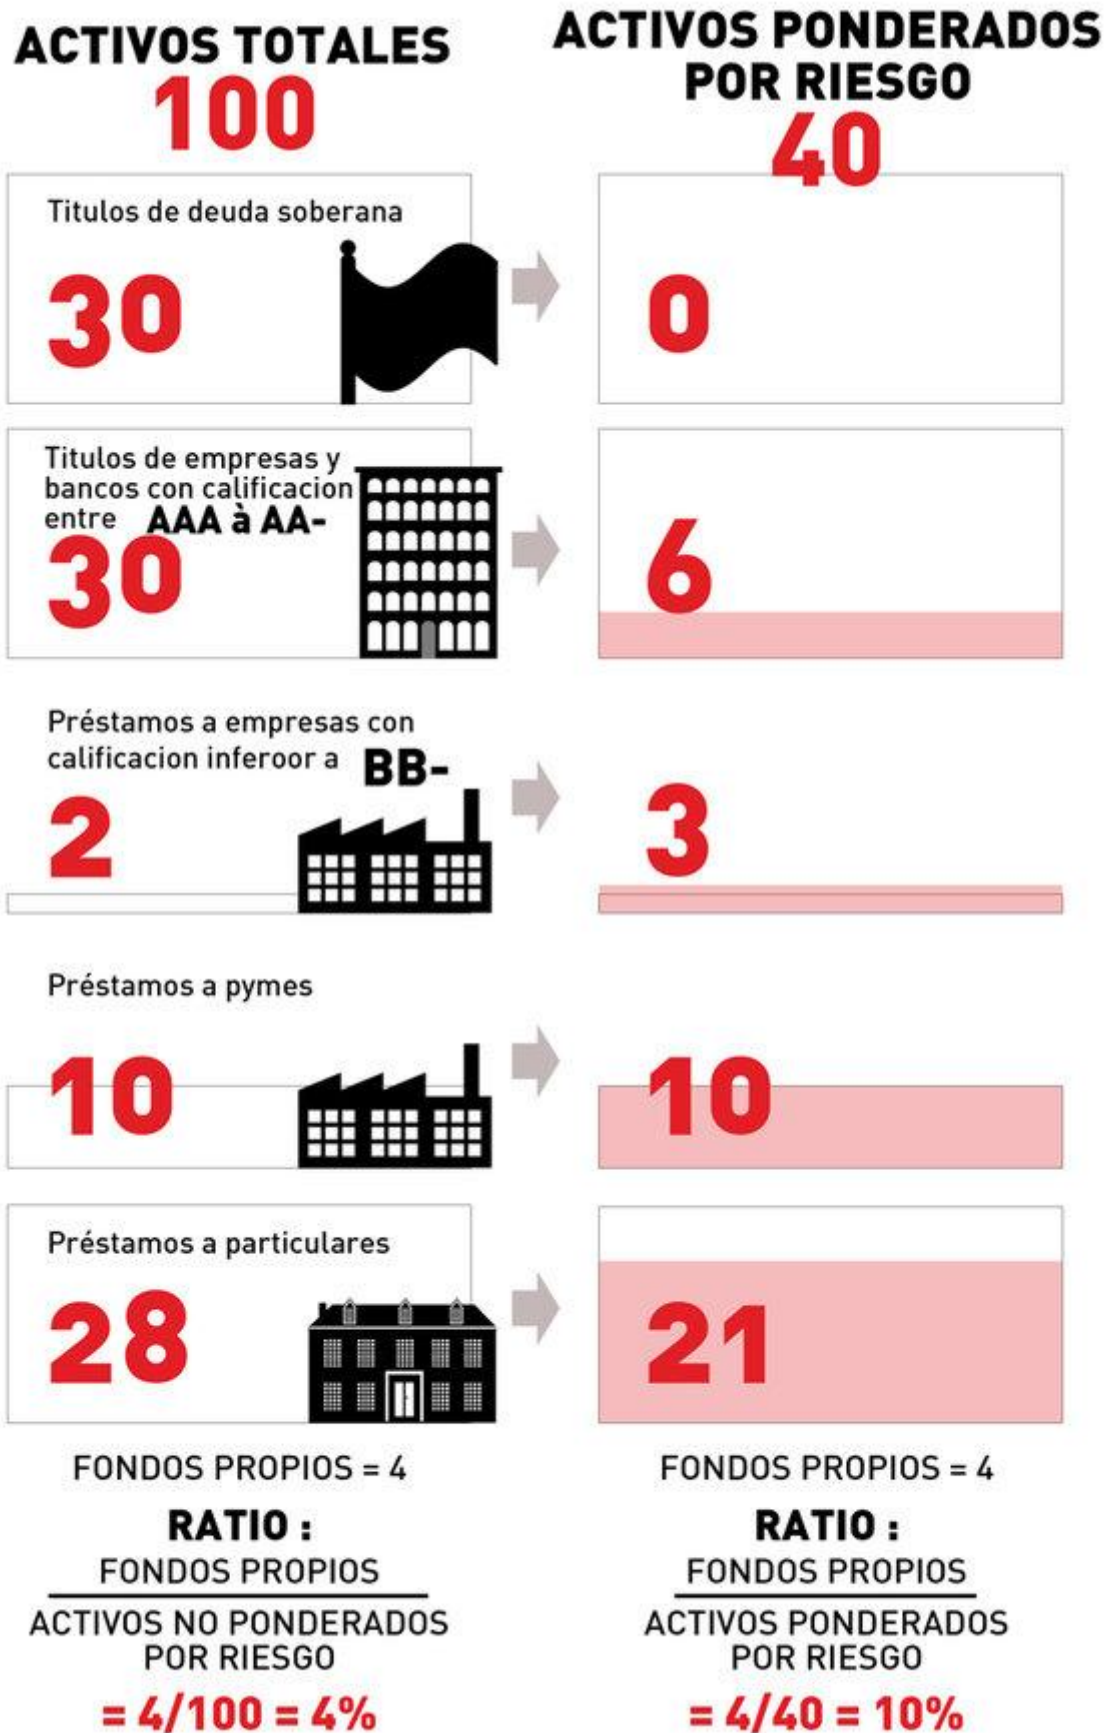 ACTIVOS TOTALES
100
ACTIVOS PONDERADOS
POR RIESGO
40
Titulos de deuda soberana
30
0
Titulos de empresas y
bancos con calificacion
entre AAA à AA-
30
6
Préstamos a empresas con
calificacion inferoor a BB-
2
3
Préstamos a pymes
10
10
Préstamos a particulares
28
21
FONDOS PROPIOS = 4
RATIO :
FONDOS PROPIOS
ACTIVOS NO PONDERADOS
POR RIESGO
= 4/100 = 4%
FONDOS PROPIOS = 4
RATIO :
FONDOS PROPIOS
ACTIVOS PONDERADOS
POR RIESGO
= 4/40 = 10%